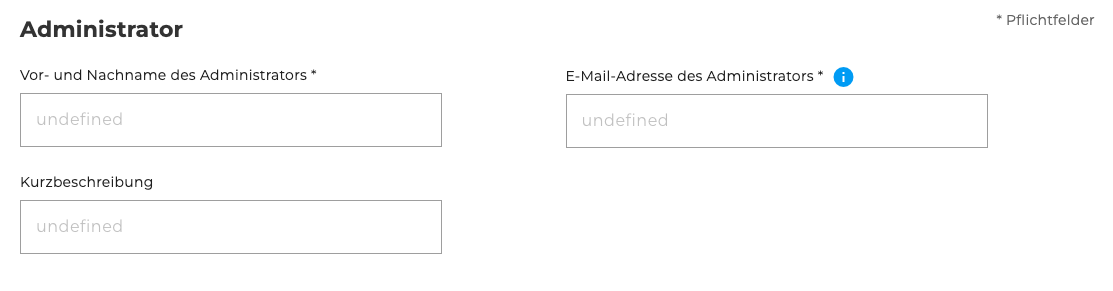 Administrator
* Pflichtfelder
Vor- und Nachname des Administrators *
E-Mail-Adresse des Administrators *
undefined
undefined
Kurzbeschreibung
undefined